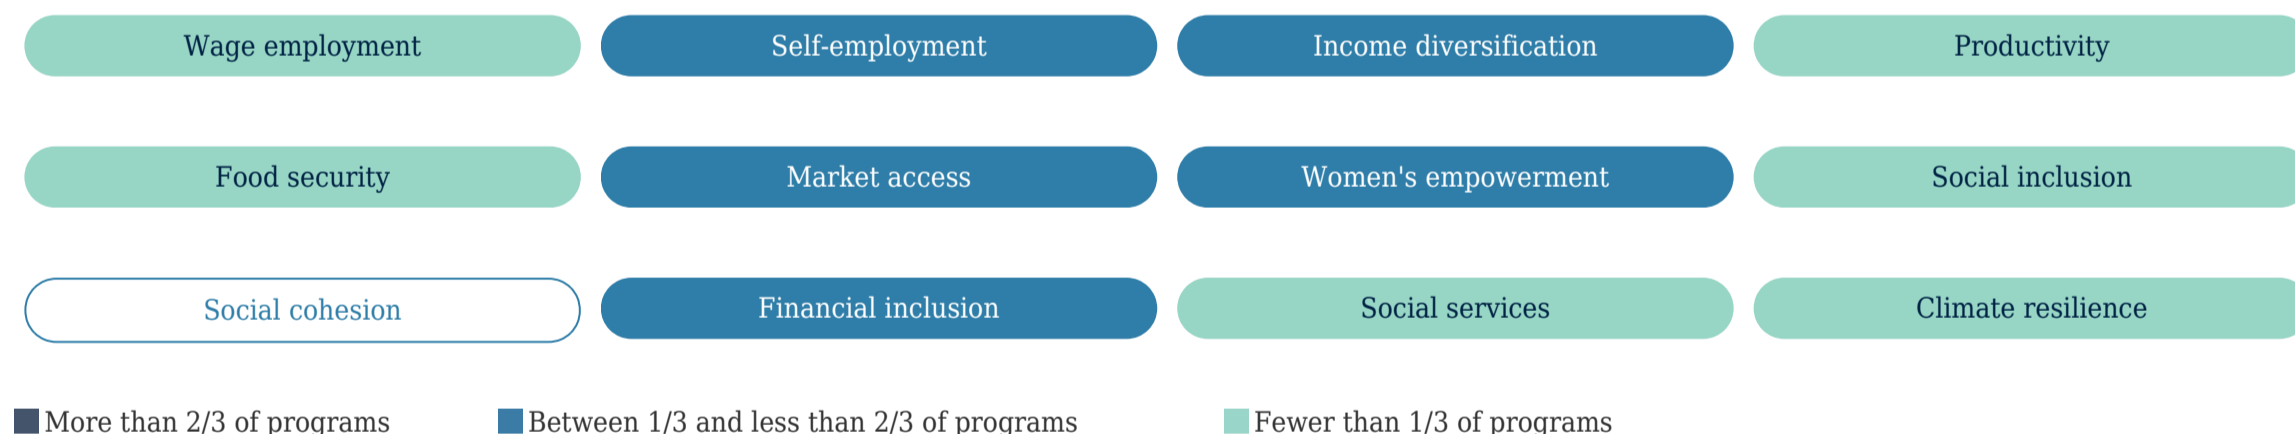 Wage employment Self-employment Income diversification Productivity
Food security Market access Women's empowerment Social inclusion
Social cohesion Financial inclusion Social services Climate resilience
More than 2/3 of programs Between 1/3 and less than 2/3 of programs Fewer than 1/3 of programs